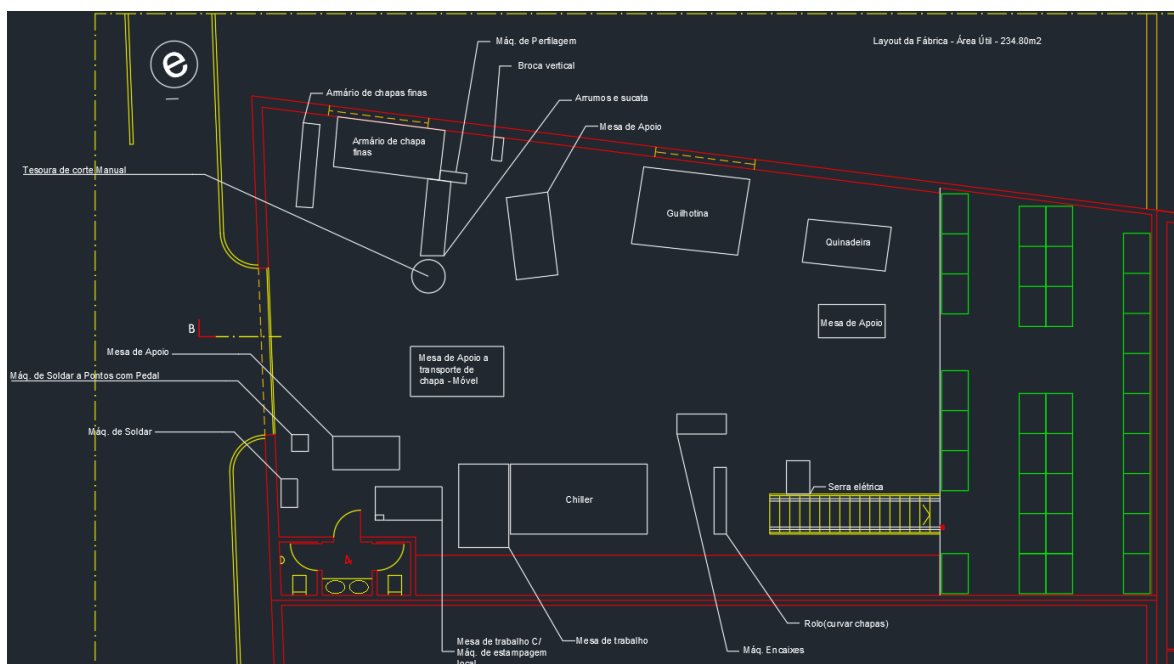 Layout da Fábrica - Área Útil - 234.80m2
e
Máq. de Perfilagem
Broca vertical
Armário de chapas finas
Arrumos e sucata
Mesa de Apoio
Armário de chapa
finas
Tesoura de corte Manual
Guilhotina
Quinadeira
B
Mesa de Apoio
Mesa de Apoio
Mesa de Apoio a
transporte de
chapa - Móvel
Máq. de Soldar a Pontos com Pedal
Máq. de Soldar
Serra elétrica
Chiller
A
Rolo(curvar chapas)
Mesa de trabalho C/
Máq. de estampagem
local
Mesa de trabalho
Máq. Encaixes